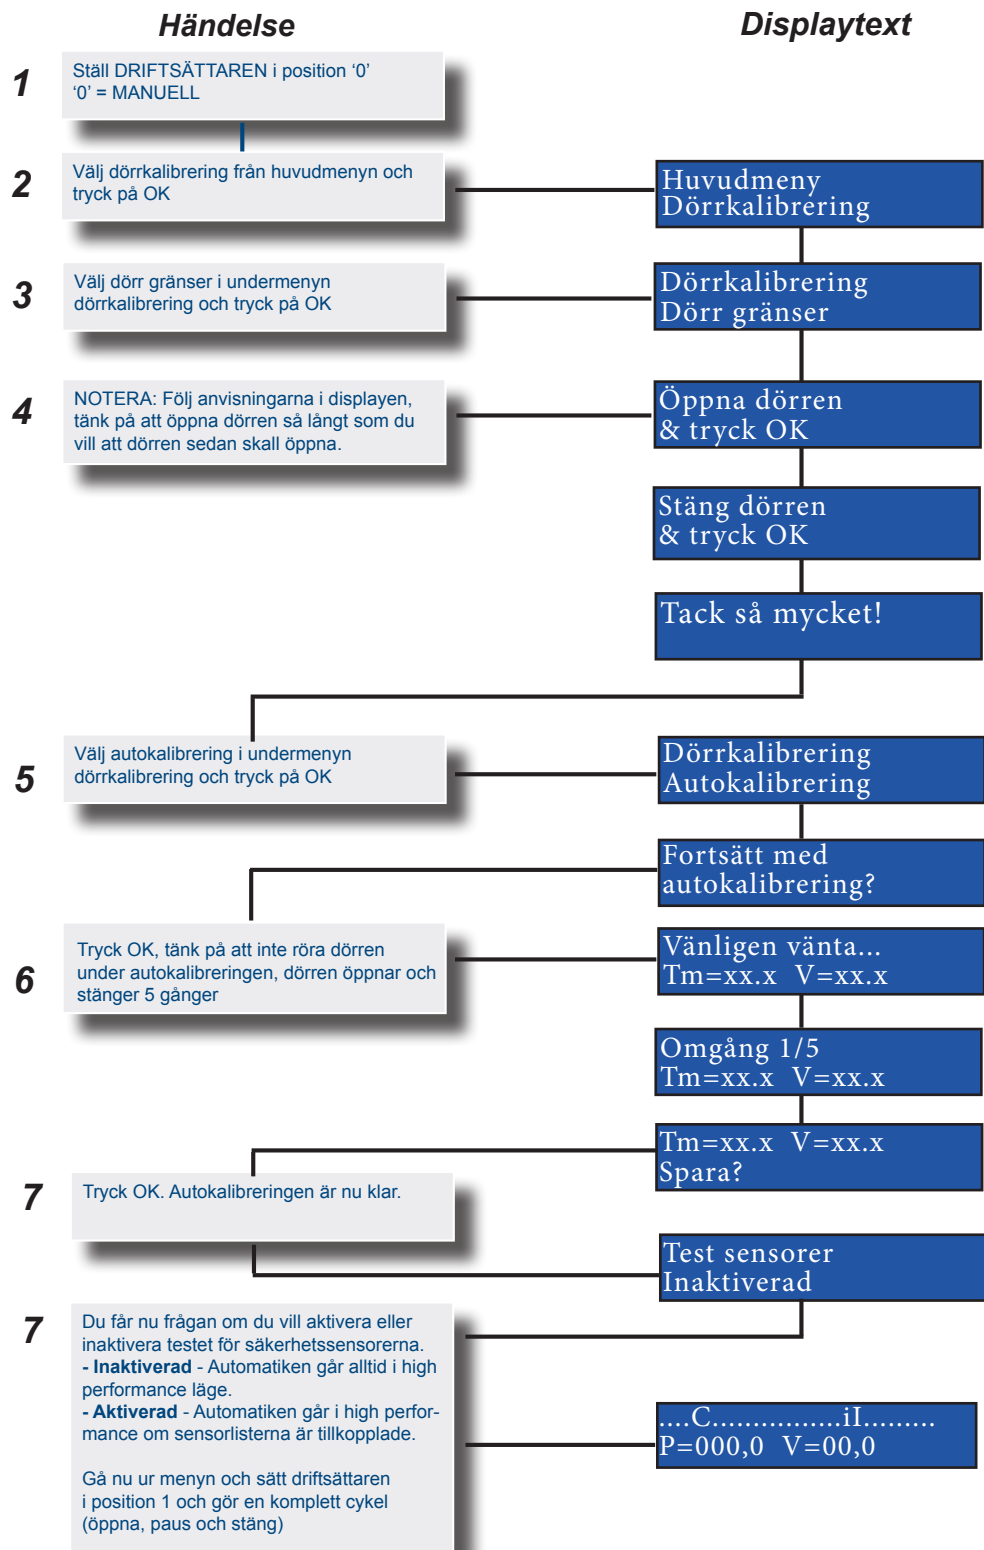 Händelse
Displaytext
1
Ställ DRIFTSÄTTAREN i position ‘0’
‘0’ = MANUELL
2
Välj dörrkalibrering från huvudmenyn och
tryck på OK
Huvudmeny
Dörrkalibrering
3
Välj dörr gränser i undermenyn
dörrkalibrering och tryck på OK
Dörrkalibrering
Dörr gränser
4
NOTERA: Följ anvisningarna i displayen,
tänk på att öppna dörren så långt som du
vill att dörren sedan skall öppna.
Öppna dörren
& tryck OK
Stäng dörren
& tryck OK
Tack så mycket!
5
Välj autokalibrering i undermenyn
dörrkalibrering och tryck på OK
Dörrkalibrering
Autokalibrering
Fortsätt med
autokalibrering?
6
Tryck OK, tänk på att inte röra dörren
under autokalibreringen, dörren öppnar och
stänger 5 gånger
Vänligen vänta...
Tm=xx.x V=xx.x
Omgång 1/5
Tm=xx.x V=xx.x
Tm=xx.x V=xx.x
Spara?
7
Tryck OK. Autokalibreringen är nu klar.
Test sensorer
Inaktiverad
7
Du får nu frågan om du vill aktivera eller
inaktivera testet för säkerhetssensorerna.
- Inaktiverad - Automatiken går alltid i high
performance läge.
- Aktiverad - Automatiken går i high perfor-
mance om sensorlisterna är tillkopplade.
Gå nu ur menyn och sätt driftsättaren
i position 1 och gör en komplett cykel
(öppna, paus och stäng)
....C................iI.........
P=000,0 V=00,0